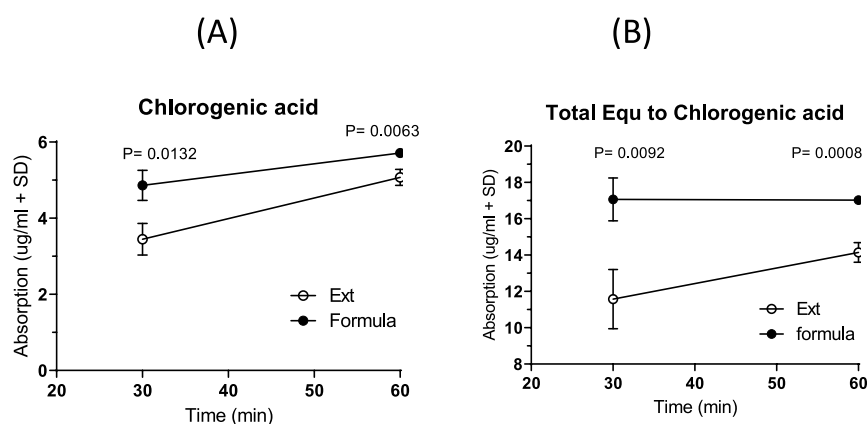 (A)
Chlorogenic acid
P= 0.0132
P= 0.0063
Absorption (ug/ml + SD)
6
4
2
0
Ext
Formula
20
30
40
50
60
Time (min)
(B)
Total Equ to Chlorogenic acid
P= 0.0092
P= 0.0008
Absorption (ug/ml + SD)
20
18
16
14
12
10
8
Ext
formula
20
30
40
50
60
Time (min)